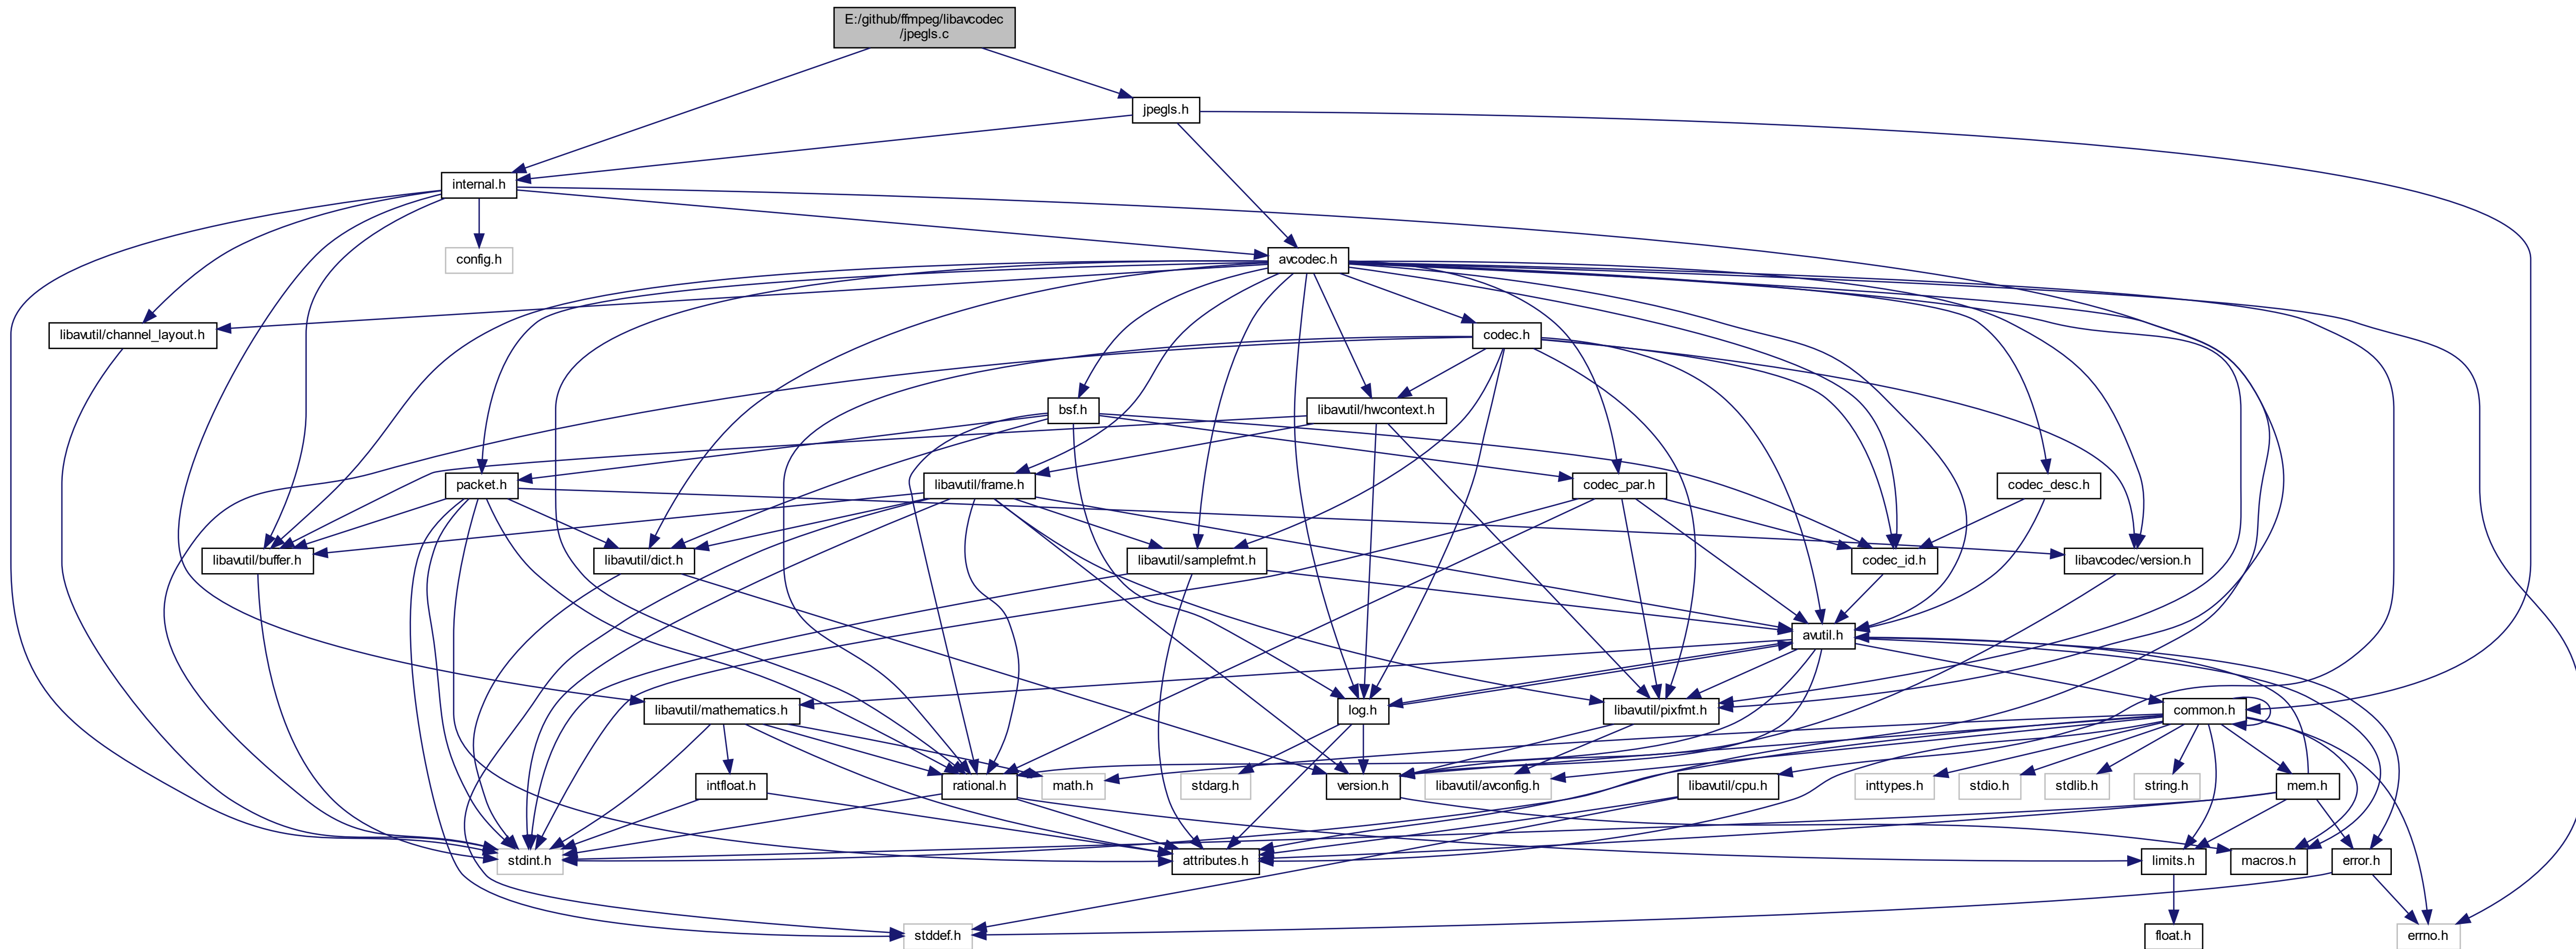 E:/github/ffmpeg/libavcodec
/jpegls.c
jpegls.h
internal.h
config.h
avcodec.h
libavutil/channel_layout.h
codec.h
bsf.h
libavutil/hwcontext.h
packet.h
libavutil/frame.h
codec_par.h
codec_desc.h
libavutil/buffer.h
libavutil/dict.h
libavutil/samplefmt.h
codec_id.h
libavcodec/version.h
avutil.h
libavutil/mathematics.h
log.h
libavutil/pixfmt.h
common.h
intfloat.h
rational.h
math.h
stdarg.h
version.h
libavutil/avconfig.h
libavutil/cpu.h
inttypes.h
stdio.h
stdlib.h
string.h
mem.h
stdint.h
attributes.h
limits.h
macros.h
error.h
stddef.h
float.h
errno.h